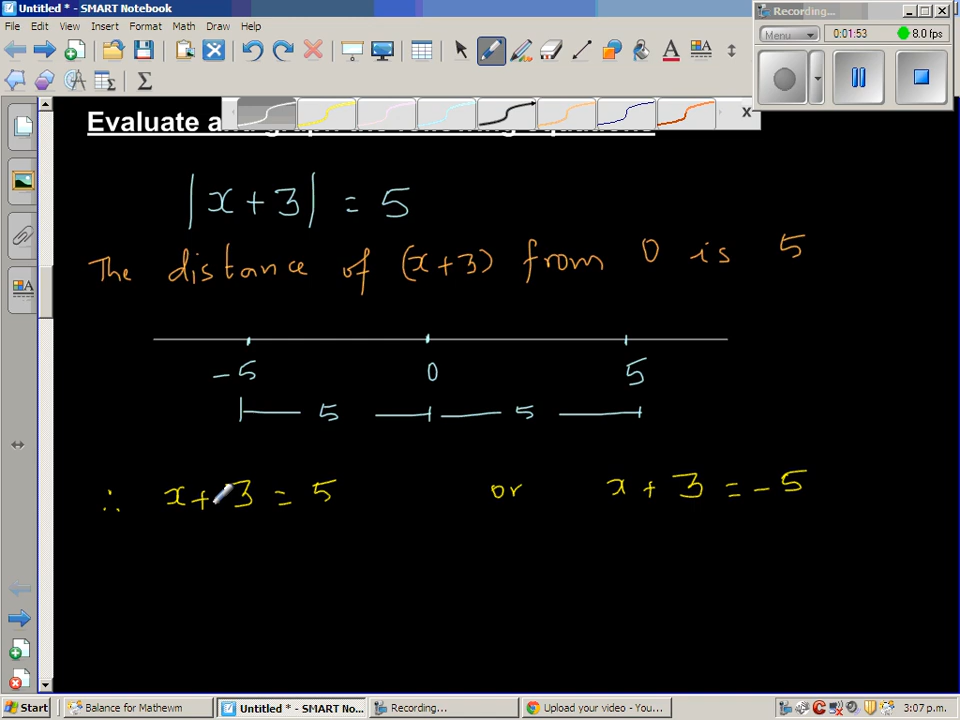 Untitled * - SMART Notebook
Recording...
File Edit View Insert Format Math Draw Help
Menu 0:01:53 8.0 fps
Evaluate a
|x+3| = 5
The distance of (x+3) from 0 is 5
-5 0 5
5 5
∴ x+3 = 5 or x+3 = -5
Start Balance for Mathewm Untitled * - SMART No... Recording... Upload your video - You... 3:07 p.m.